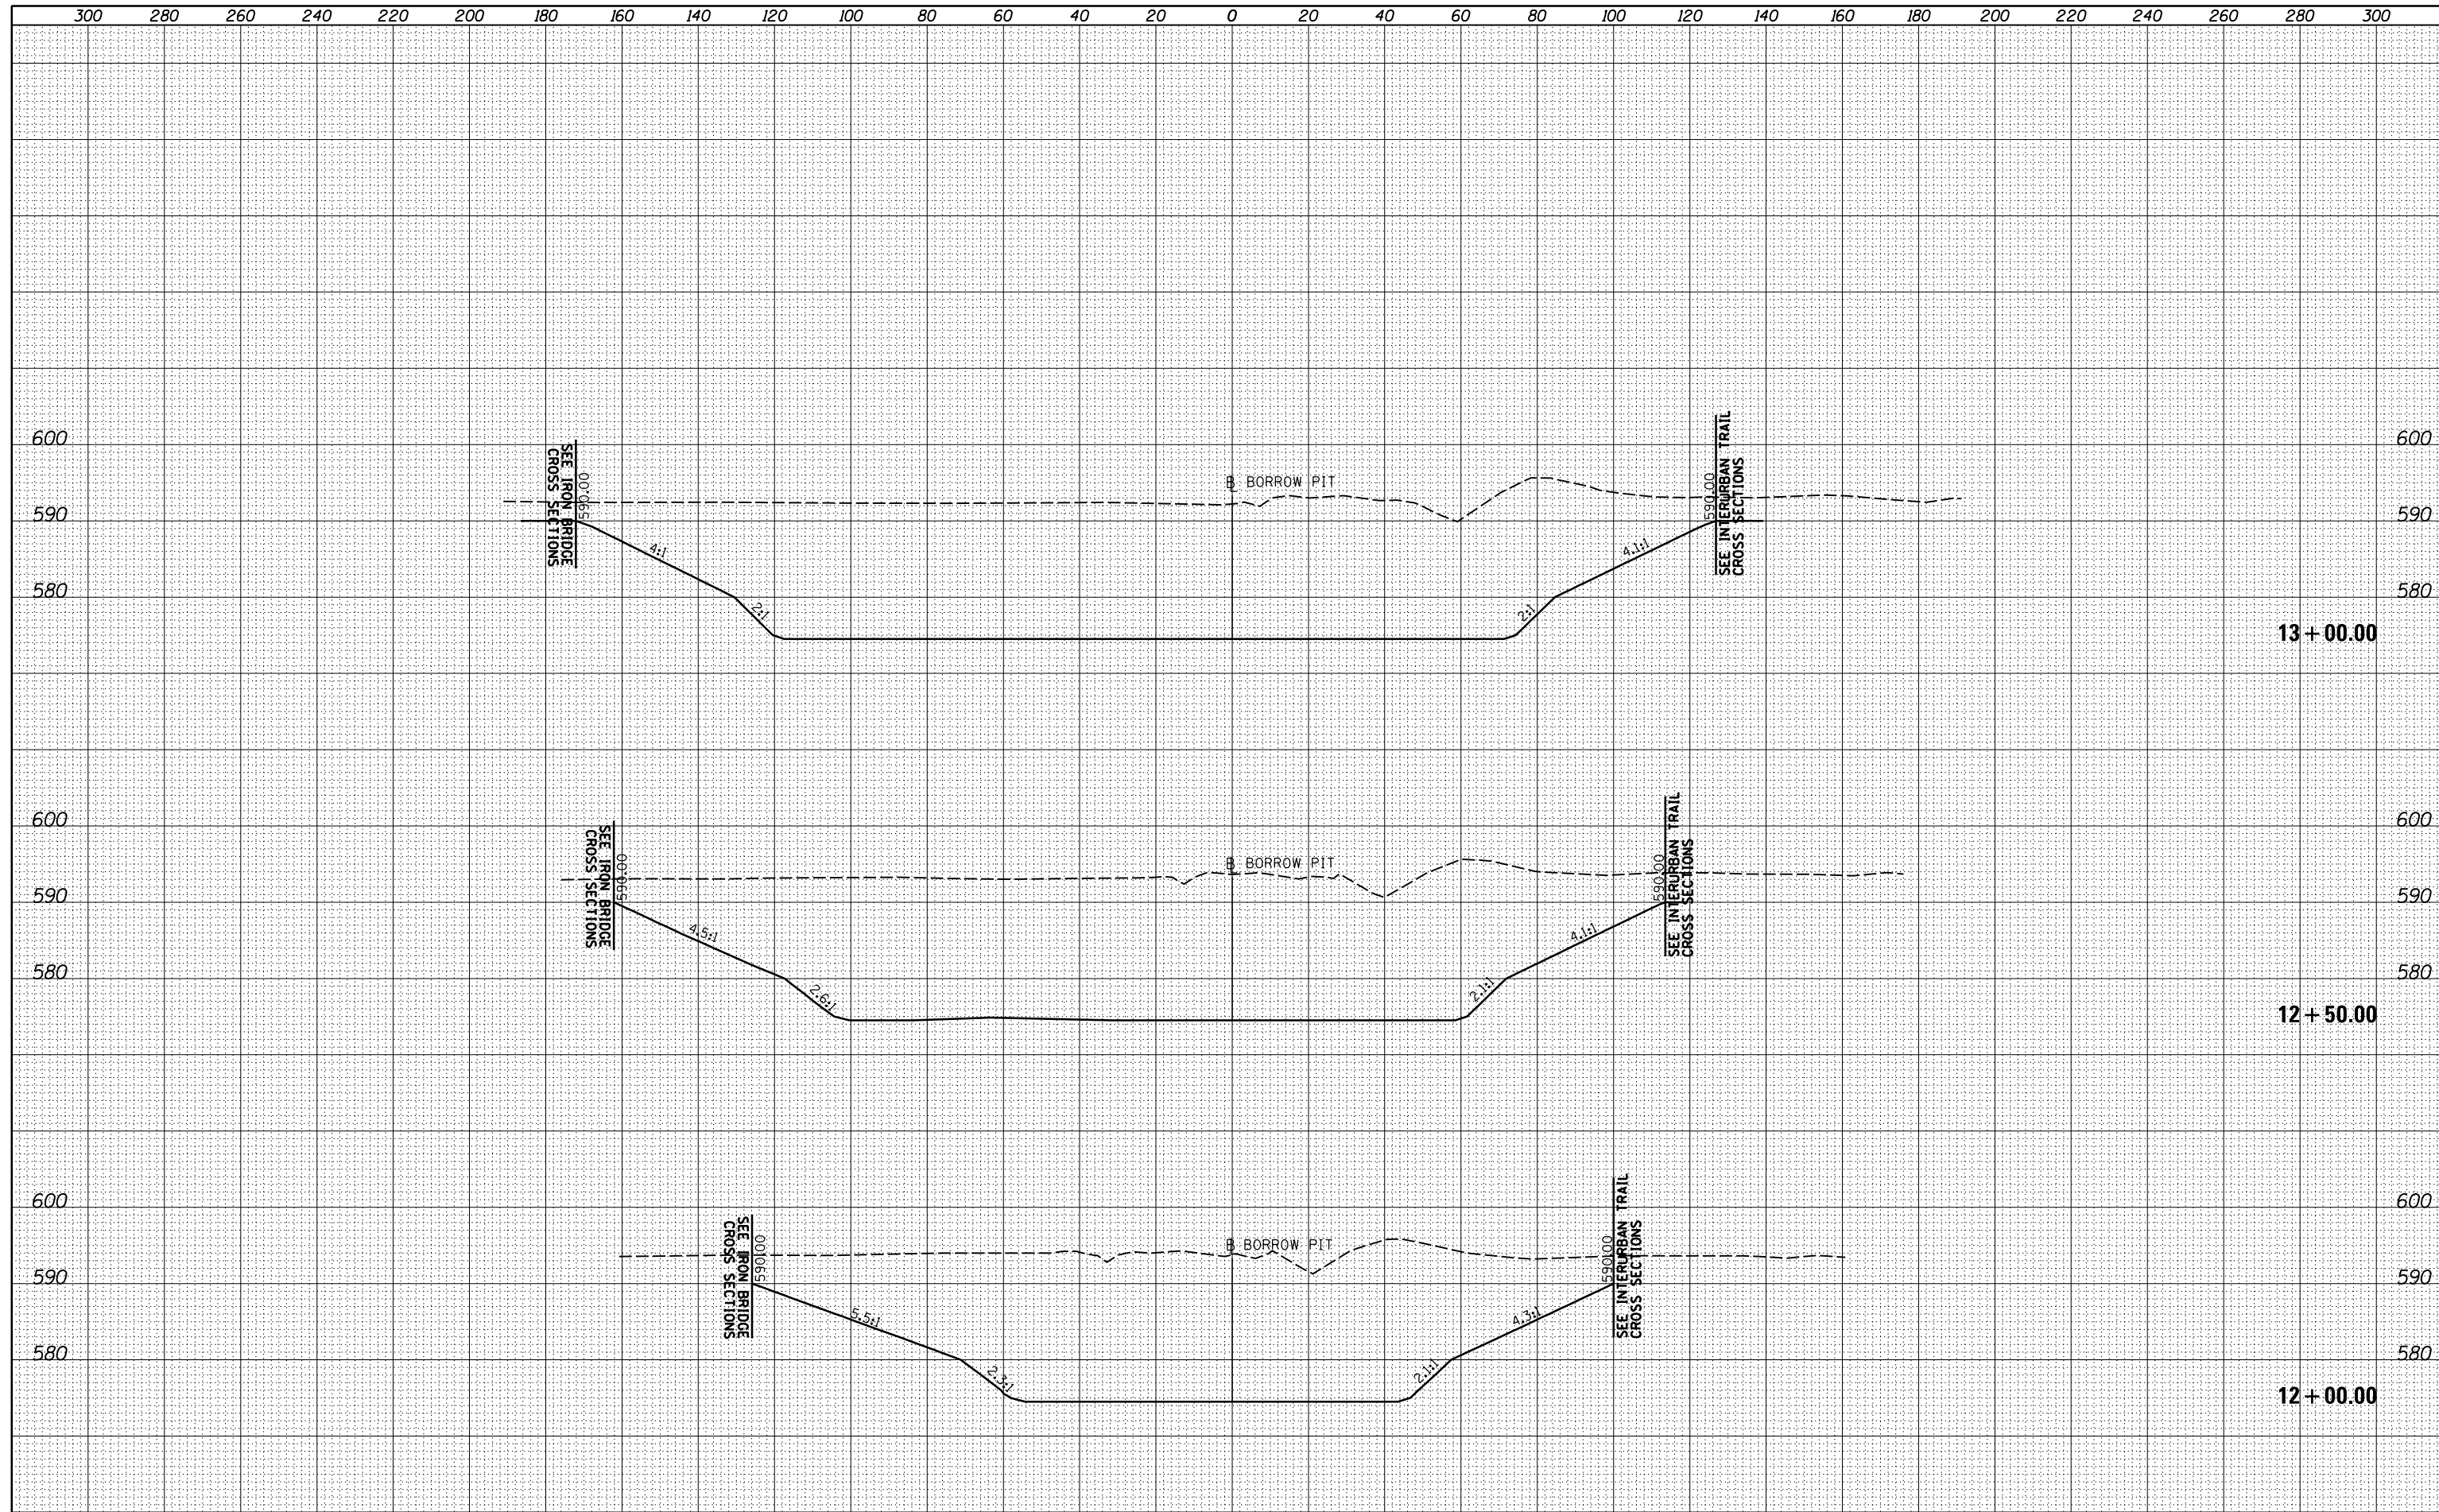 300 280 260 240 220 200 180 160 140 120 100 80 60 40 20 0 20 40 60 80 100 120 140 160 180 200 220 240 260 280 300
600 600
SEE IRON BRIDGE
CROSS SECTIONS
590.00
B BORROW PIT
590.00
SEE INTERURBAN TRAIL
CROSS SECTIONS
590 590
4:1
4.1:1
580 580
2:1
2:1
13+00.00
600 600
SEE IRON BRIDGE
CROSS SECTIONS
590.00
B BORROW PIT
590.00
SEE INTERURBAN TRAIL
CROSS SECTIONS
590 590
4.5:1
4.1:1
580 580
2.6:1
2.1:1
12+50.00
600 600
SEE IRON BRIDGE
CROSS SECTIONS
590.00
B BORROW PIT
590.00
SEE INTERURBAN TRAIL
CROSS SECTIONS
590 590
5.5:1
4.3:1
580 580
2.3:1
2.1:1
12+00.00